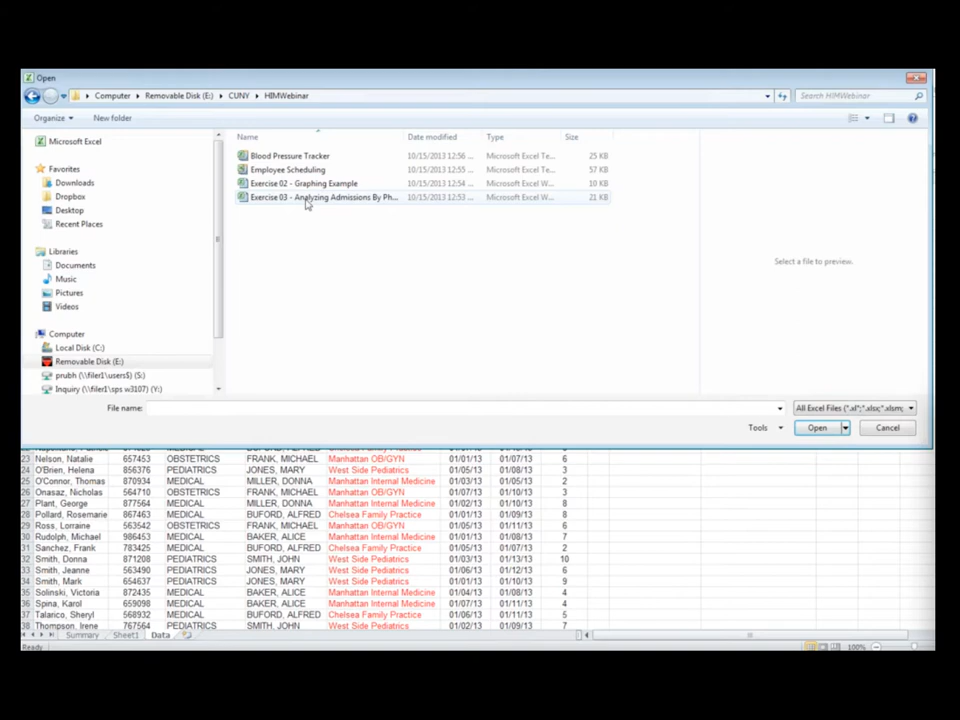 Open
Computer Removable Disk (E:) CUNY HIMWebinar Search HIMWebinar
Organize New folder
Microsoft Excel
Favorites
Downloads
Dropbox
Desktop
Recent Places
Libraries
Documents
Music
Pictures
Videos
Computer
Local Disk (C:)
Removable Disk (E:)
prubh (\\filer1\users$) (S:)
Inquiry (\\filer1\sps w3107) (Y:)
Name Date modified Type Size
Blood Pressure Tracker 10/15/2013 12:56 ... Microsoft Excel Te... 25 KB
Employee Scheduling 10/15/2013 12:55 ... Microsoft Excel Te... 57 KB
Exercise 02 - Graphing Example 10/15/2013 12:54 ... Microsoft Excel W... 10 KB
Exercise 03 - Analyzing Admissions By Ph... 10/15/2013 12:53 ... Microsoft Excel W... 21 KB
Select a file to preview.
File name: All Excel Files (*.xl*;*.xlsx;*.xlsm;
Tools Open Cancel
23 Nelson, Natalie 657453 OBSTETRICS FRANK, MICHAEL Manhattan OB/GYN 01/01/13 01/07/13 6
24 O'Brien, Helena 856376 PEDIATRICS JONES, MARY West Side Pediatrics 01/05/13 01/08/13 3
25 O'Connor, Thomas 870934 MEDICAL MILLER, DONNA Manhattan Internal Medicine 01/03/13 01/05/13 2
26 Onasaz, Nicholas 564710 OBSTETRICS FRANK, MICHAEL Manhattan OB/GYN 01/07/13 01/10/13 3
27 Plant, George 877564 MEDICAL MILLER, DONNA Manhattan Internal Medicine 01/02/13 01/10/13 8
28 Pollard, Rosemarie 867463 MEDICAL BUFORD, ALFRED Chelsea Family Practice 01/01/13 01/09/13 8
29 Ross, Lorraine 563542 OBSTETRICS FRANK, MICHAEL Manhattan OB/GYN 01/05/13 01/11/13 6
30 Rudolph, Michael 986453 MEDICAL BAKER, ALICE Manhattan Internal Medicine 01/01/13 01/08/13 7
31 Sanchez, Frank 783425 MEDICAL BUFORD, ALFRED Chelsea Family Practice 01/05/13 01/07/13 2
32 Smith, Donna 871208 PEDIATRICS SMITH, JOHN West Side Pediatrics 01/03/13 01/13/13 10
33 Smith, Jeanne 563490 PEDIATRICS JONES, MARY West Side Pediatrics 01/06/13 01/12/13 6
34 Smith, Mark 654637 PEDIATRICS JONES, MARY West Side Pediatrics 01/01/13 01/10/13 9
35 Solinski, Victoria 872435 MEDICAL BAKER, ALICE Manhattan Internal Medicine 01/04/13 01/08/13 4
36 Spina, Karol 659098 MEDICAL BAKER, ALICE Manhattan Internal Medicine 01/07/13 01/11/13 4
37 Talarico, Sheryl 658763 MEDICAL BUFORD, ALFRED Chelsea Family Practice 01/06/13 01/11/13 5
38 Thompson, Irene 767564 PEDIATRICS SMITH, JOHN West Side Pediatrics 01/02/13 01/09/13 7
Summary Sheet1 Data
Ready 100%